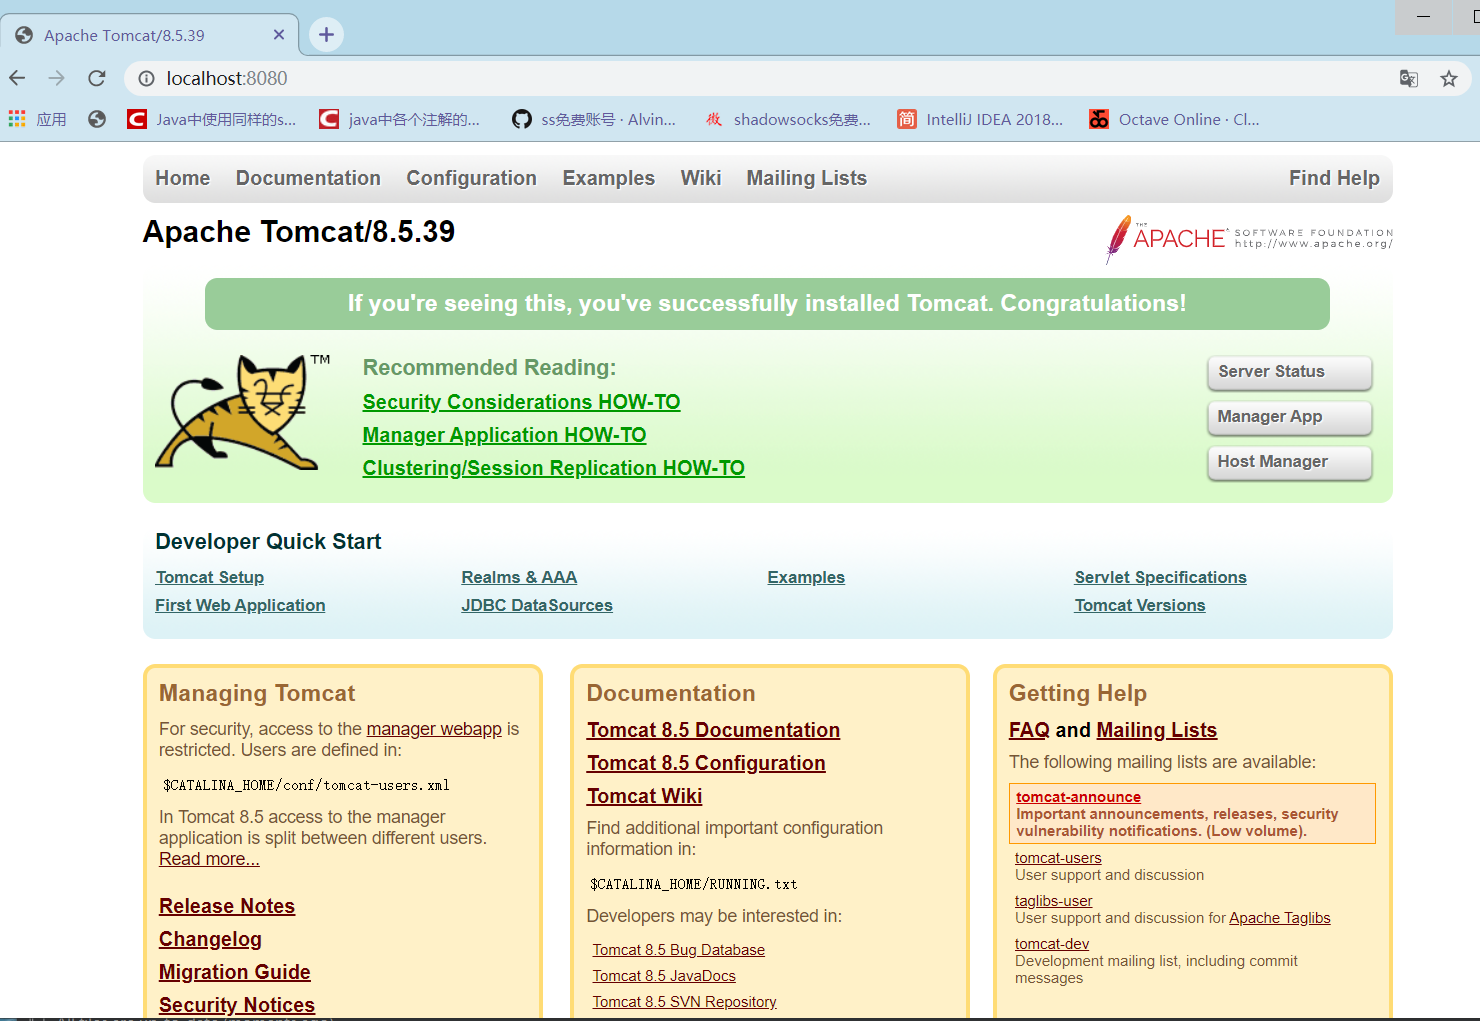 Apache Tomcat/8.5.39
localhost:8080
应用 Java中使用同样的s... java中各个注解的... ss免费账号 · Alvin... 微 shadowsocks免费... 简 IntelliJ IDEA 2018... Octave Online · Cl...
Home Documentation Configuration Examples Wiki Mailing Lists Find Help
Apache Tomcat/8.5.39
THE APACHE SOFTWARE FOUNDATION
http://www.apache.org/
If you're seeing this, you've successfully installed Tomcat. Congratulations!
TM
Recommended Reading:
Security Considerations HOW-TO
Manager Application HOW-TO
Clustering/Session Replication HOW-TO
Server Status
Manager App
Host Manager
Developer Quick Start
Tomcat Setup
First Web Application
Realms & AAA
JDBC DataSources
Examples
Servlet Specifications
Tomcat Versions
Managing Tomcat
For security, access to the manager webapp is
restricted. Users are defined in:
$CATALINA_HOME/conf/tomcat-users.xml
In Tomcat 8.5 access to the manager
application is split between different users.
Read more...
Release Notes
Changelog
Migration Guide
Security Notices
Documentation
Tomcat 8.5 Documentation
Tomcat 8.5 Configuration
Tomcat Wiki
Find additional important configuration
information in:
$CATALINA_HOME/RUNNING.txt
Developers may be interested in:
Tomcat 8.5 Bug Database
Tomcat 8.5 JavaDocs
Tomcat 8.5 SVN Repository
Getting Help
FAQ and Mailing Lists
The following mailing lists are available:
tomcat-announce
Important announcements, releases, security
vulnerability notifications. (Low volume).
tomcat-users
User support and discussion
taglibs-user
User support and discussion for Apache Taglibs
tomcat-dev
Development mailing list, including commit
messages